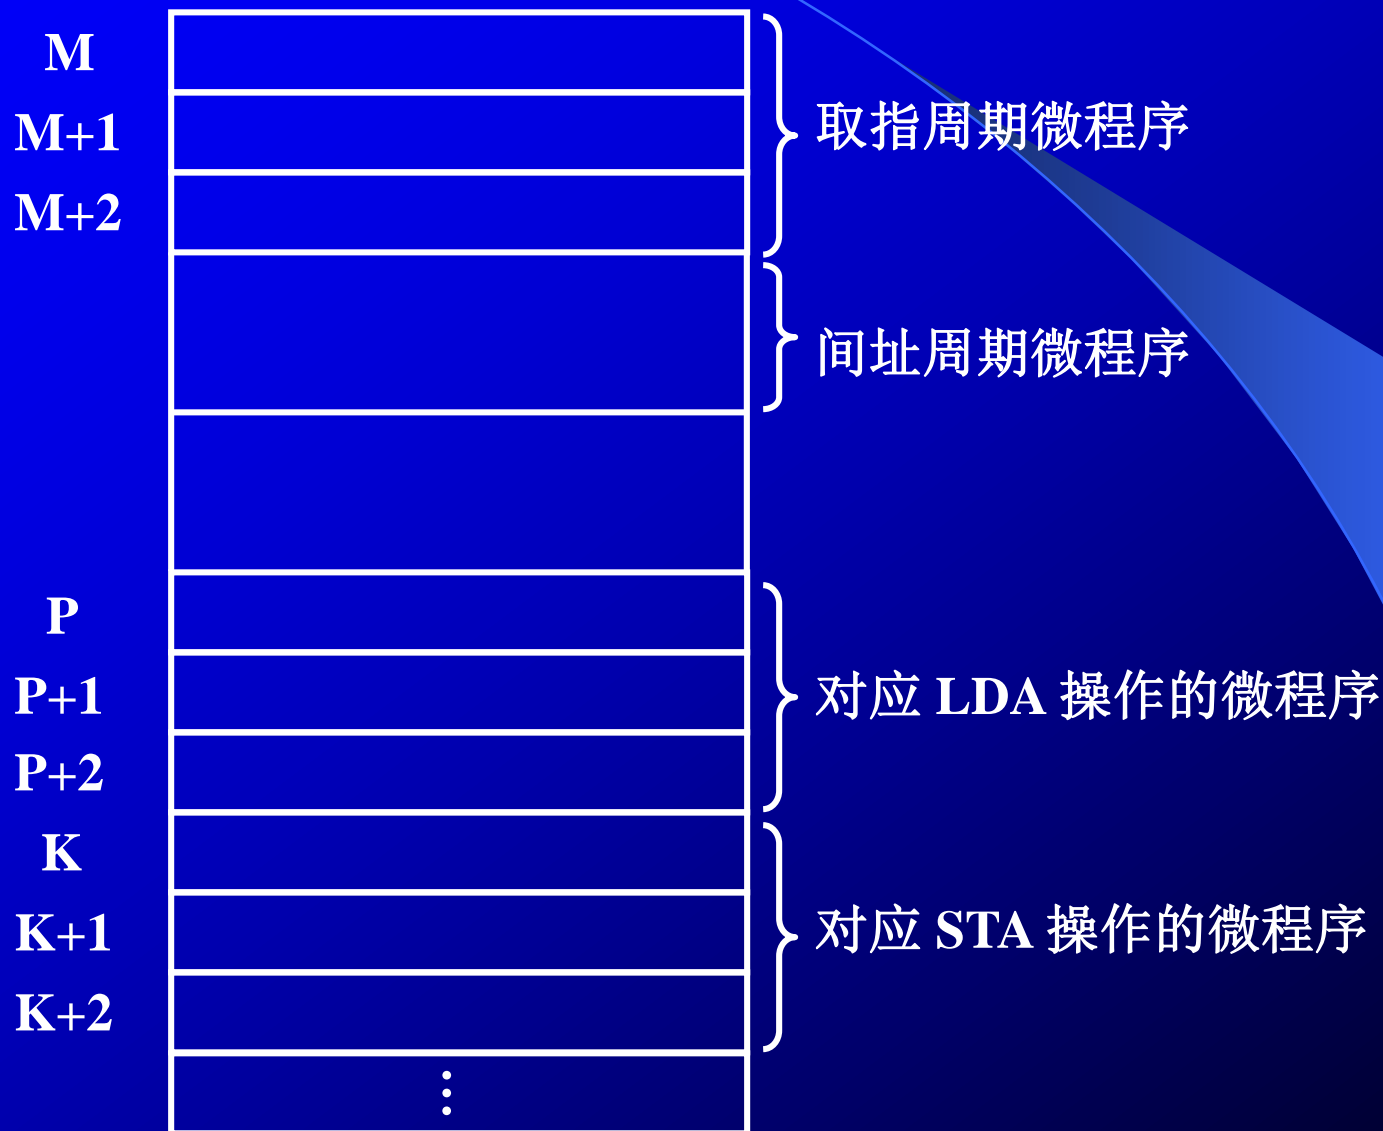 M
M+1
取指周期微程序
M+2
间址周期微程序
P
P+1
对应 LDA 操作的微程序
P+2
K
K+1
对应 STA 操作的微程序
K+2
⋮